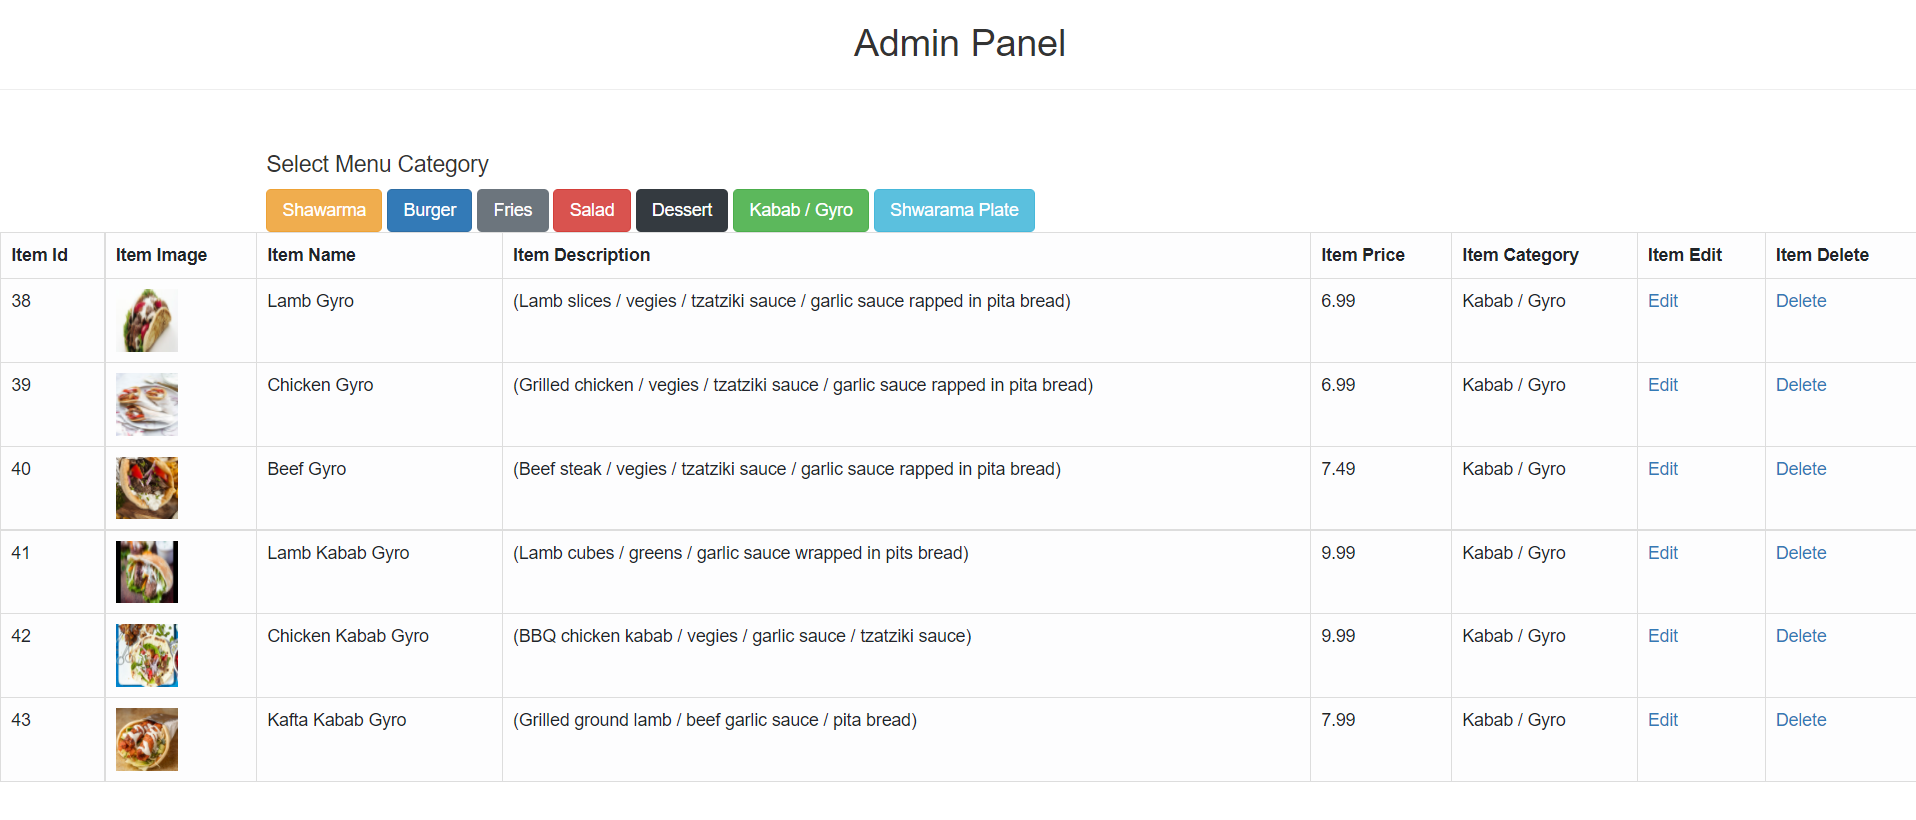 Admin Panel
Select Menu Category
Shawarma Burger Fries Salad Dessert Kabab / Gyro Shwarama Plate
Item Id Item Image Item Name Item Description Item Price Item Category Item Edit Item Delete
38 Lamb Gyro (Lamb slices / vegies / tzatziki sauce / garlic sauce rapped in pita bread) 6.99 Kabab / Gyro Edit Delete
39 Chicken Gyro (Grilled chicken / vegies / tzatziki sauce / garlic sauce rapped in pita bread) 6.99 Kabab / Gyro Edit Delete
40 Beef Gyro (Beef steak / vegies / tzatziki sauce / garlic sauce rapped in pita bread) 7.49 Kabab / Gyro Edit Delete
41 Lamb Kabab Gyro (Lamb cubes / greens / garlic sauce wrapped in pits bread) 9.99 Kabab / Gyro Edit Delete
42 Chicken Kabab Gyro (BBQ chicken kabab / vegies / garlic sauce / tzatziki sauce) 9.99 Kabab / Gyro Edit Delete
43 Kafta Kabab Gyro (Grilled ground lamb / beef garlic sauce / pita bread) 7.99 Kabab / Gyro Edit Delete